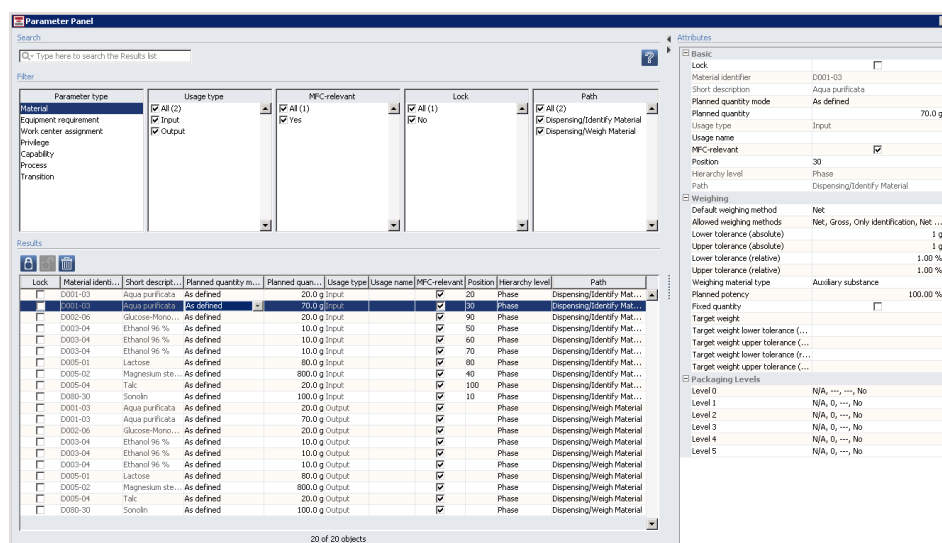 Parameter Panel
Search
Type here to search the Results list
Filter
Parameter type Usage type MFC-relevant Lock Path
Material All (2) All (1) All (1) All (2)
Equipment requirement Input Yes No Dispensing/Identify Material
Work center assignment Output Dispensing/Weigh Material
Privilege
Capability
Process
Transition
Results
Lock Material identi... Short descript... Planned quantity m... Planned quan... Usage type Usage name MFC-relevant Position Hierarchy level Path
D001-03 Aqua purificata As defined 20.0 g Input 20 Phase Dispensing/Identify Mat...
D001-03 Aqua purificata As defined 70.0 g Input 30 Phase Dispensing/Identify Mat...
D002-06 Glucose-Mono... As defined 20.0 g Input 90 Phase Dispensing/Identify Mat...
D003-04 Ethanol 96 % As defined 10.0 g Input 50 Phase Dispensing/Identify Mat...
D003-04 Ethanol 96 % As defined 10.0 g Input 60 Phase Dispensing/Identify Mat...
D003-04 Ethanol 96 % As defined 10.0 g Input 70 Phase Dispensing/Identify Mat...
D005-01 Lactose As defined 80.0 g Input 80 Phase Dispensing/Identify Mat...
D005-02 Magnesium ste... As defined 800.0 g Input 40 Phase Dispensing/Identify Mat...
D005-04 Talc As defined 20.0 g Input 100 Phase Dispensing/Identify Mat...
D080-30 Sonolin As defined 100.0 g Input 10 Phase Dispensing/Identify Mat...
D001-03 Aqua purificata As defined 20.0 g Output Phase Dispensing/Weigh Material
D001-03 Aqua purificata As defined 70.0 g Output Phase Dispensing/Weigh Material
D002-06 Glucose-Mono... As defined 20.0 g Output Phase Dispensing/Weigh Material
D003-04 Ethanol 96 % As defined 10.0 g Output Phase Dispensing/Weigh Material
D003-04 Ethanol 96 % As defined 10.0 g Output Phase Dispensing/Weigh Material
D003-04 Ethanol 96 % As defined 10.0 g Output Phase Dispensing/Weigh Material
D005-01 Lactose As defined 80.0 g Output Phase Dispensing/Weigh Material
D005-02 Magnesium ste... As defined 800.0 g Output Phase Dispensing/Weigh Material
D005-04 Talc As defined 20.0 g Output Phase Dispensing/Weigh Material
D080-30 Sonolin As defined 100.0 g Output Phase Dispensing/Weigh Material
20 of 20 objects
Attributes
Basic
Lock
Material identifier D001-03
Short description Aqua purificata
Planned quantity mode As defined
Planned quantity 70.0 g
Usage type Input
Usage name
MFC-relevant
Position 30
Hierarchy level Phase
Path Dispensing/Identify Material
Weighing
Default weighing method Net
Allowed weighing methods Net, Gross, Only identification, Net ...
Lower tolerance (absolute) 1 g
Upper tolerance (absolute) 1 g
Lower tolerance (relative) 1.00 %
Upper tolerance (relative) 1.00 %
Weighing material type Auxiliary substance
Planned potency 100.00 %
Fixed quantity
Target weight
Target weight lower tolerance (...
Target weight upper tolerance (...
Target weight lower tolerance (r...
Target weight upper tolerance (...
Packaging Levels
Level 0 N/A, ---, ---, No
Level 1 N/A, 0, ---, No
Level 2 N/A, 0, ---, No
Level 3 N/A, 0, ---, No
Level 4 N/A, 0, ---, No
Level 5 N/A, 0, ---, No